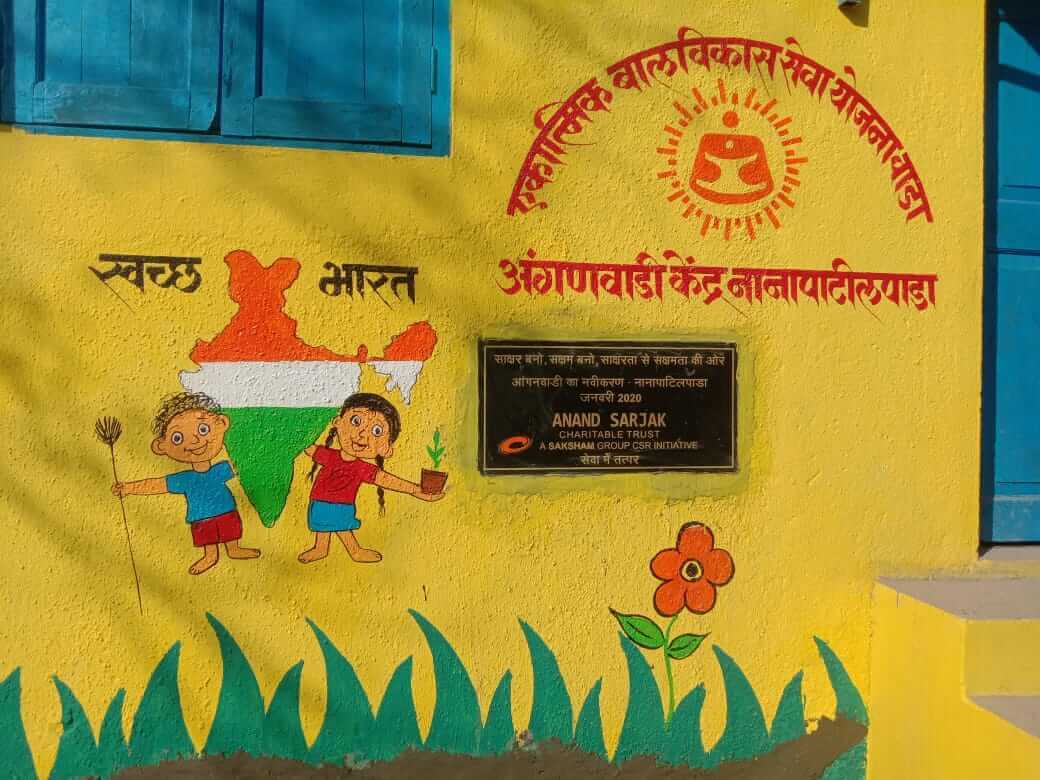 एकात्मिक बालविकास सेवा योजना वाडा
अंगणवाडी केंद्र नानापाटीलपाडा
स्वच्छ भारत
साक्षर बनो, सक्षम बनो, साक्षरता से सक्षमता की ओर
आंगनवाडी का नवीकरण - नानापाटिलपाडा
जनवरी 2020
ANAND SARJAK
CHARITABLE TRUST
A SAKSHAM GROUP CSR INITIATIVE
सेवा में तत्पर